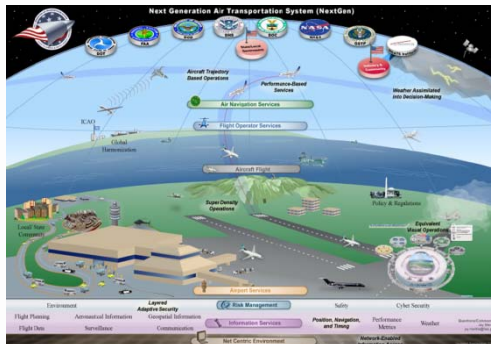 Next Generation Air Transportation System (NextGen)
DOT
FAA
DOD
DHS
DOC
NASA
OSTP
Aircraft Trajectory
Based Operations
Performance-Based
Services
Weather Assimilated
into Decision-Making
Air Navigation Services
ICAO
Global
Harmonization
Flight Operator Services
Aircraft Flight
Super Density
Operations
Policy & Regulations
Local/State
Community
Equivalent
Visual Operations
Airport Services
Environment
Layered
Adaptive Security
Risk Management
Safety
Cyber Security
Flight Planning
Aeronautical Information
Geospatial Information
Information Services
Position, Navigation,
and Timing
Performance
Metrics
Weather
Flight Data
Surveillance
Communication
Net Centric Environment
Network-Enabled